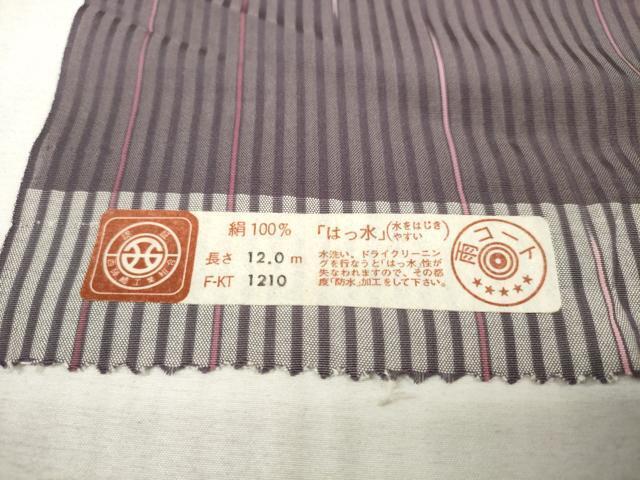 絹100%
長さ 12.0 m
F-KT 1210
「はっ水」(水をはじきやすい)
水洗い、ドライクリーニン
グを行なうと「はっ水」性が
失なわれますので、その都
度「防水」加工をして下さい。
雨コート